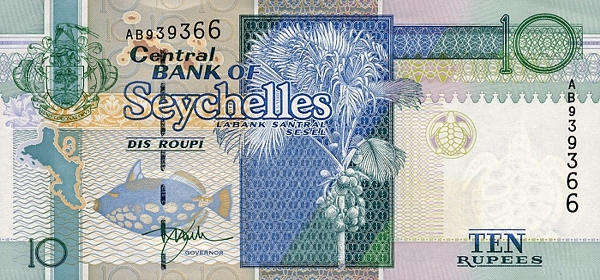 AB939366
Central
BANK OF
Seychelles
LABANK SANTRAL
SESEL
DIS ROUPI
GOVERNOR
10
10
AB939366
TEN
RUPEES